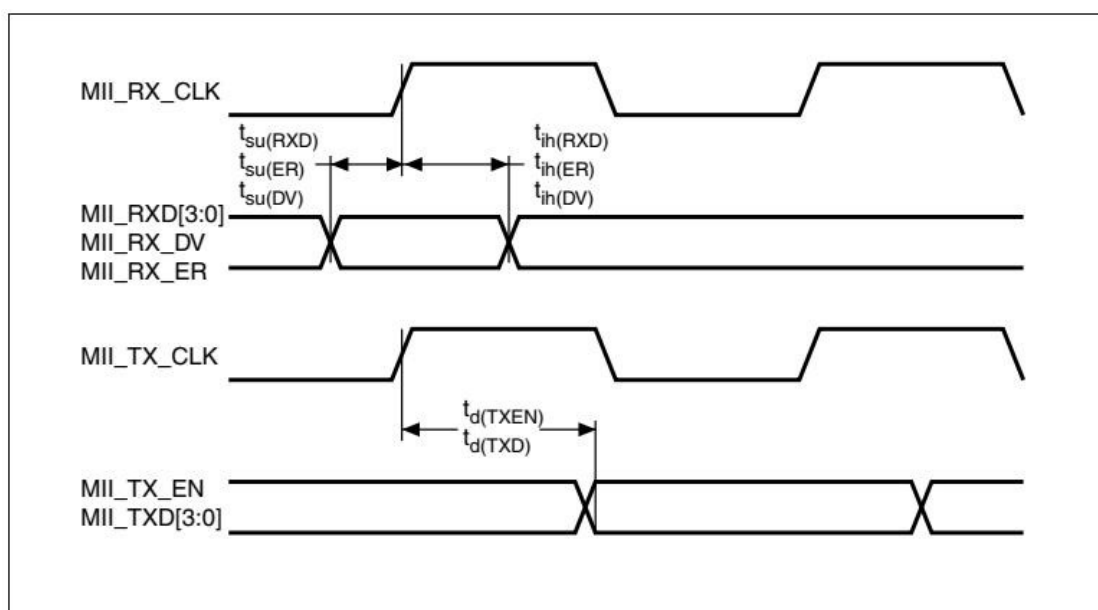 MII_RX_CLK
tsu(RXD)
tsu(ER)
tsu(DV)
tih(RXD)
tih(ER)
tih(DV)
MII_RXD[3:0]
MII_RX_DV
MII_RX_ER
MII_TX_CLK
td(TXEN)
td(TXD)
MII_TX_EN
MII_TXD[3:0]